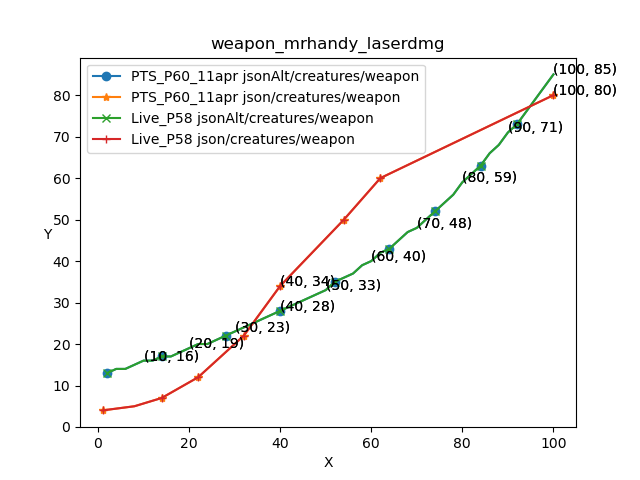 weapon_mrhandy_laserdmg
PTS_P60_11apr jsonAlt/creatures/weapon
PTS_P60_11apr json/creatures/weapon
Live_P58 jsonAlt/creatures/weapon
Live_P58 json/creatures/weapon
(100, 85)
(100, 80)
(90, 71)
(80, 59)
(70, 48)
(60, 40)
(40, 34)
(50, 33)
(40, 28)
(30, 23)
(20, 19)
(10, 16)
Y
80
70
60
50
40
30
20
10
0
0 20 40 60 80 100
X